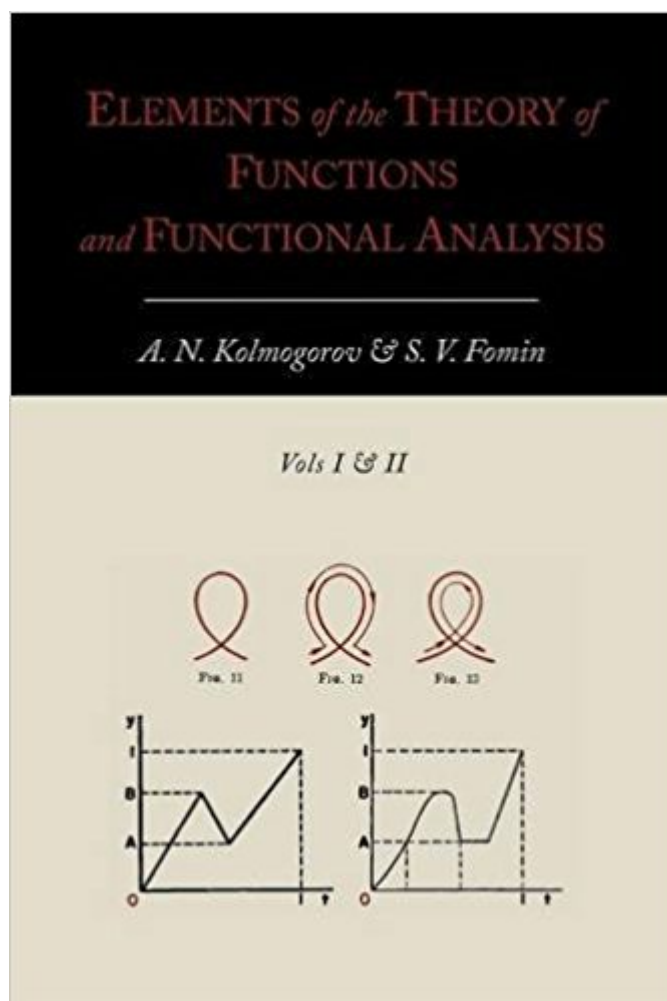 ELEMENTS of the THEORY of
FUNCTIONS
and FUNCTIONAL ANALYSIS
A. N. Kolmogorov & S. V. Fomin
Vols I & II
FIG. 11
FIG. 12
FIG. 13
y
1
B
A
O
1
t
y
1
B
A
O
1
t